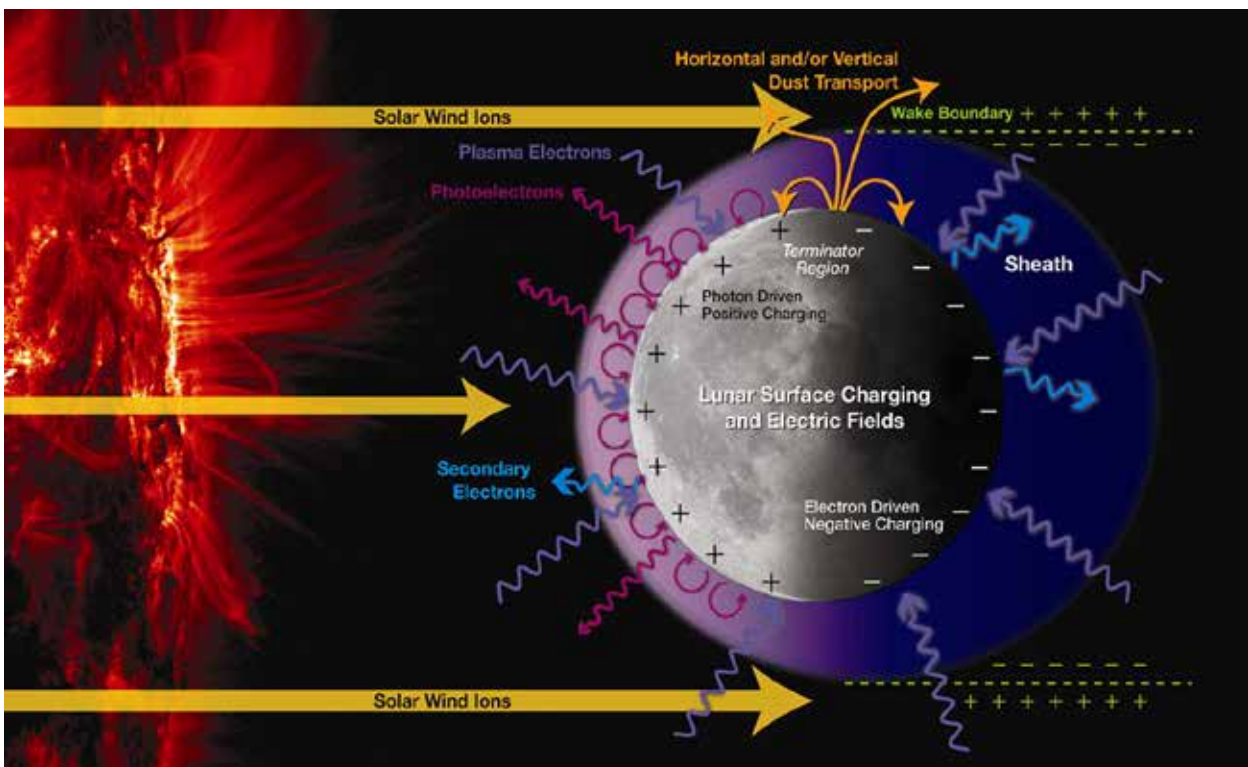 Horizontal and/or Vertical
Dust Transport
Solar Wind Ions
Wake Boundary + + + + +
− − − − −
Plasma Electrons
Photoelectrons
Terminator
Region
Sheath
Photon Driven
Positive Charging
Lunar Surface Charging
and Electric Fields
Secondary
Electrons
Electron Driven
Negative Charging
− − − − − −
Solar Wind Ions
+ + + + + + +